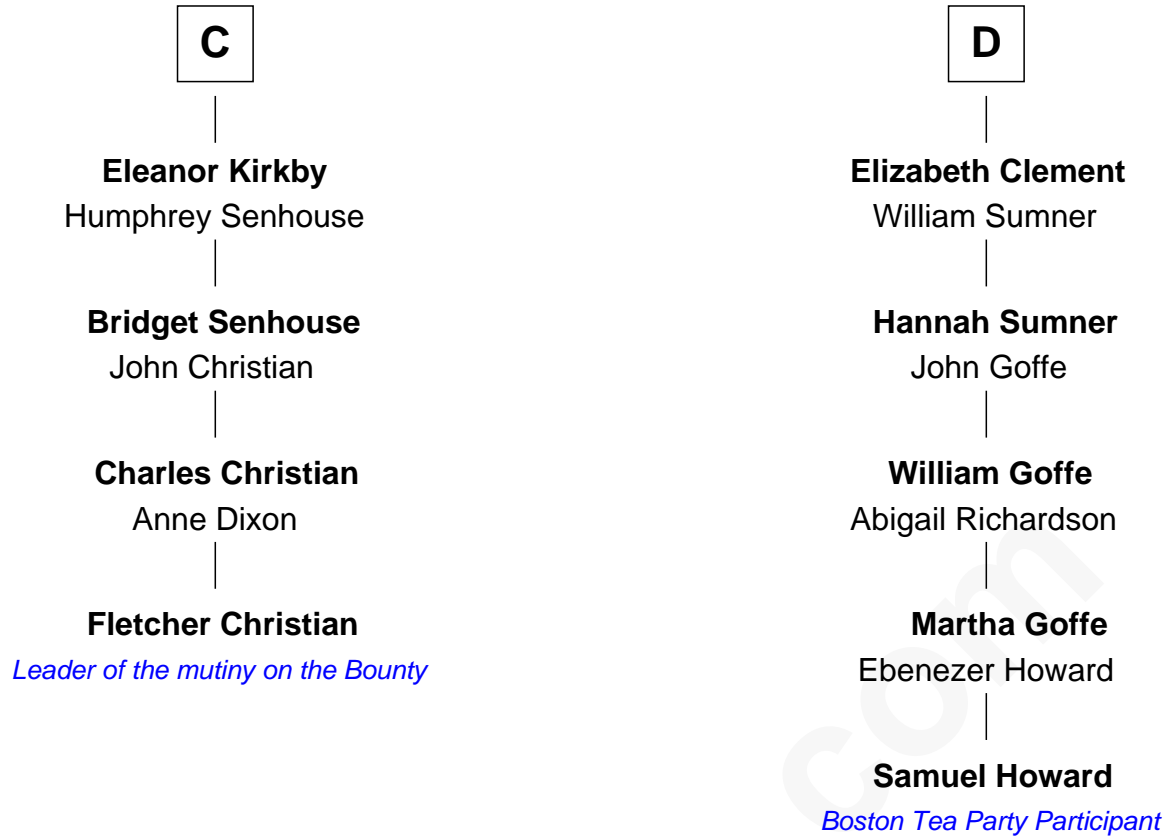 C
Eleanor Kirkby
Humphrey Senhouse
Bridget Senhouse
John Christian
Charles Christian
Anne Dixon
Fletcher Christian
Leader of the mutiny on the Bounty
D
Elizabeth Clement
William Sumner
Hannah Sumner
John Goffe
William Goffe
Abigail Richardson
Martha Goffe
Ebenezer Howard
Samuel Howard
Boston Tea Party Participant
com